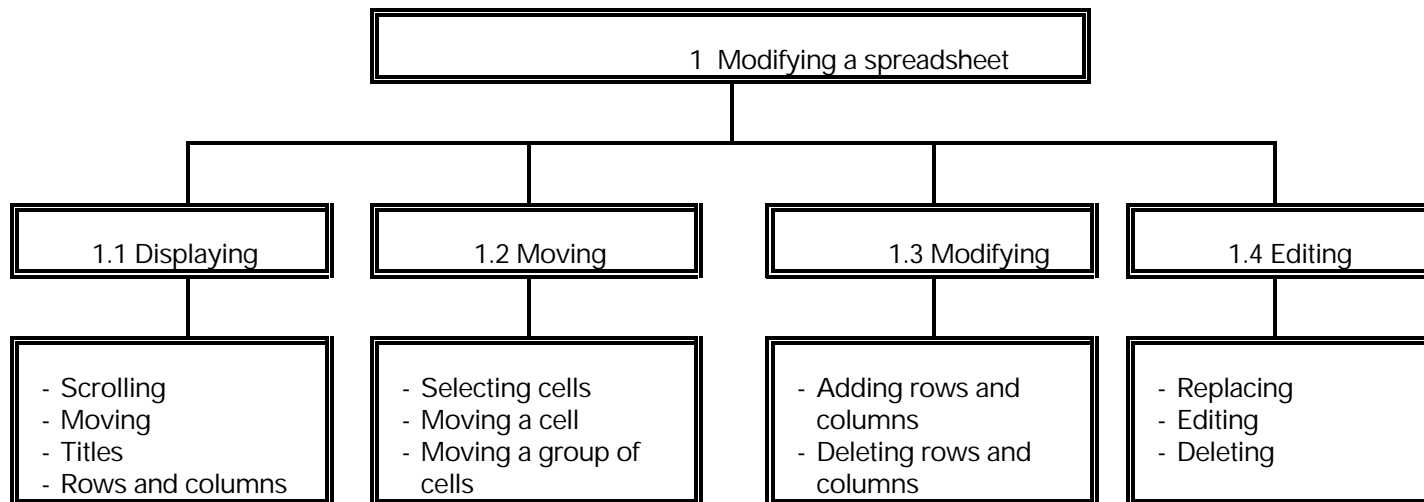 1 Modifying a spreadsheet
1.1 Displaying
1.2 Moving
1.3 Modifying
1.4 Editing
- Scrolling
- Moving
- Titles
- Rows and columns
- Selecting cells
- Moving a cell
- Moving a group of
cells
- Adding rows and
columns
- Deleting rows and
columns
- Replacing
- Editing
- Deleting